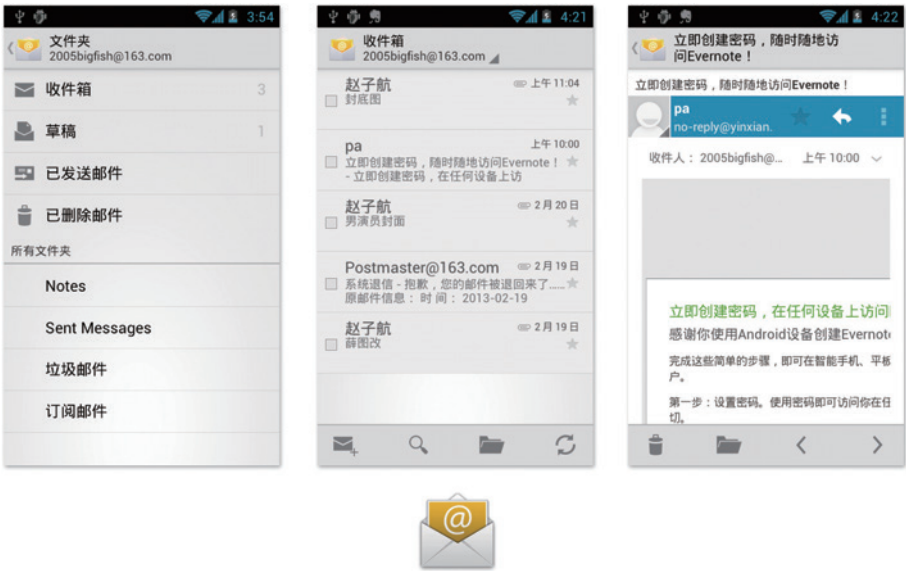 3:54
文件夹
2005bigfish@163.com
收件箱 3
草稿 1
已发送邮件
已删除邮件
所有文件夹
Notes
Sent Messages
垃圾邮件
订阅邮件
4:21
收件箱
2005bigfish@163.com
赵子航 上午 11:04
封底图
pa 上午 10:00
立即创建密码，随时随地访问Evernote！
- 立即创建密码，在任何设备上访
赵子航 2月20日
男演员封面
Postmaster@163.com 2月19日
系统退信 - 抱歉，您的邮件被退回来了……
原邮件信息： 时 间： 2013-02-19
赵子航 2月19日
薛图改
4:22
立即创建密码，随时随地访
问Evernote！
立即创建密码，随时随地访问Evernote！
pa
no-reply@yinxian.
收件人： 2005bigfish@... 上午 10:00
立即创建密码，在任何设备上访问
感谢你使用Android设备创建Evernot
完成这些简单的步骤，即可在智能手机、平板
户。
第一步：设置密码。使用密码即可访问你在任
切。
@